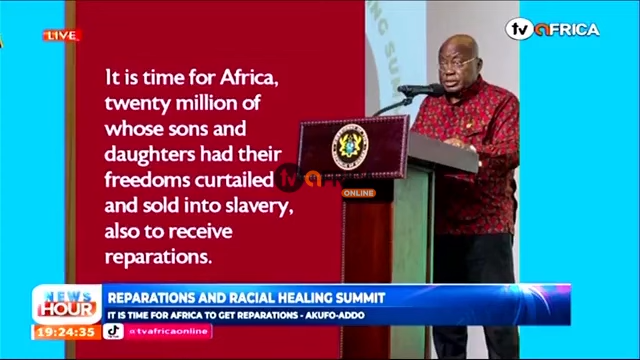 LIVE
tv aFRICA
It is time for Africa,
twenty million of
whose sons and
daughters had their
freedoms curtailed
and sold into slavery,
also to receive
reparations.
ONLINE
NEWS
HOUR
REPARATIONS AND RACIAL HEALING SUMMIT
IT IS TIME FOR AFRICA TO GET REPARATIONS - AKUFO-ADDO
19:24:35
@tvafricaonline